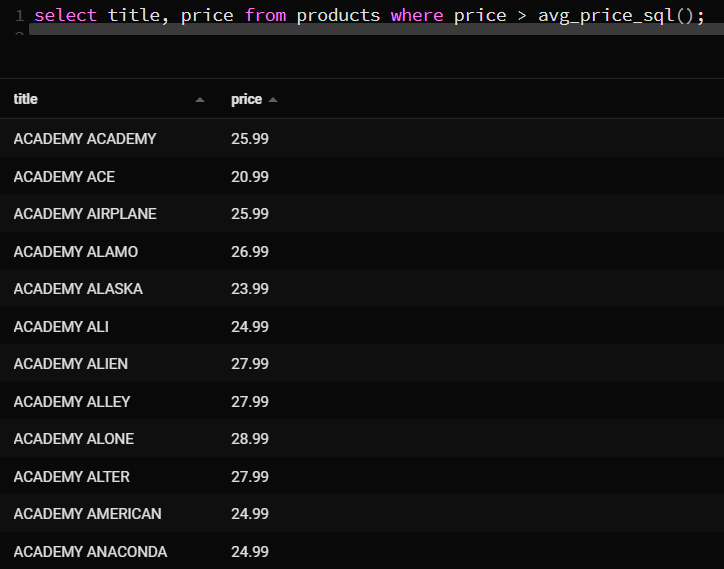 1 select title, price from products where price > avg_price_sql();
title price
ACADEMY ACADEMY 25.99
ACADEMY ACE 20.99
ACADEMY AIRPLANE 25.99
ACADEMY ALAMO 26.99
ACADEMY ALASKA 23.99
ACADEMY ALI 24.99
ACADEMY ALIEN 27.99
ACADEMY ALLEY 27.99
ACADEMY ALONE 28.99
ACADEMY ALTER 27.99
ACADEMY AMERICAN 24.99
ACADEMY ANACONDA 24.99